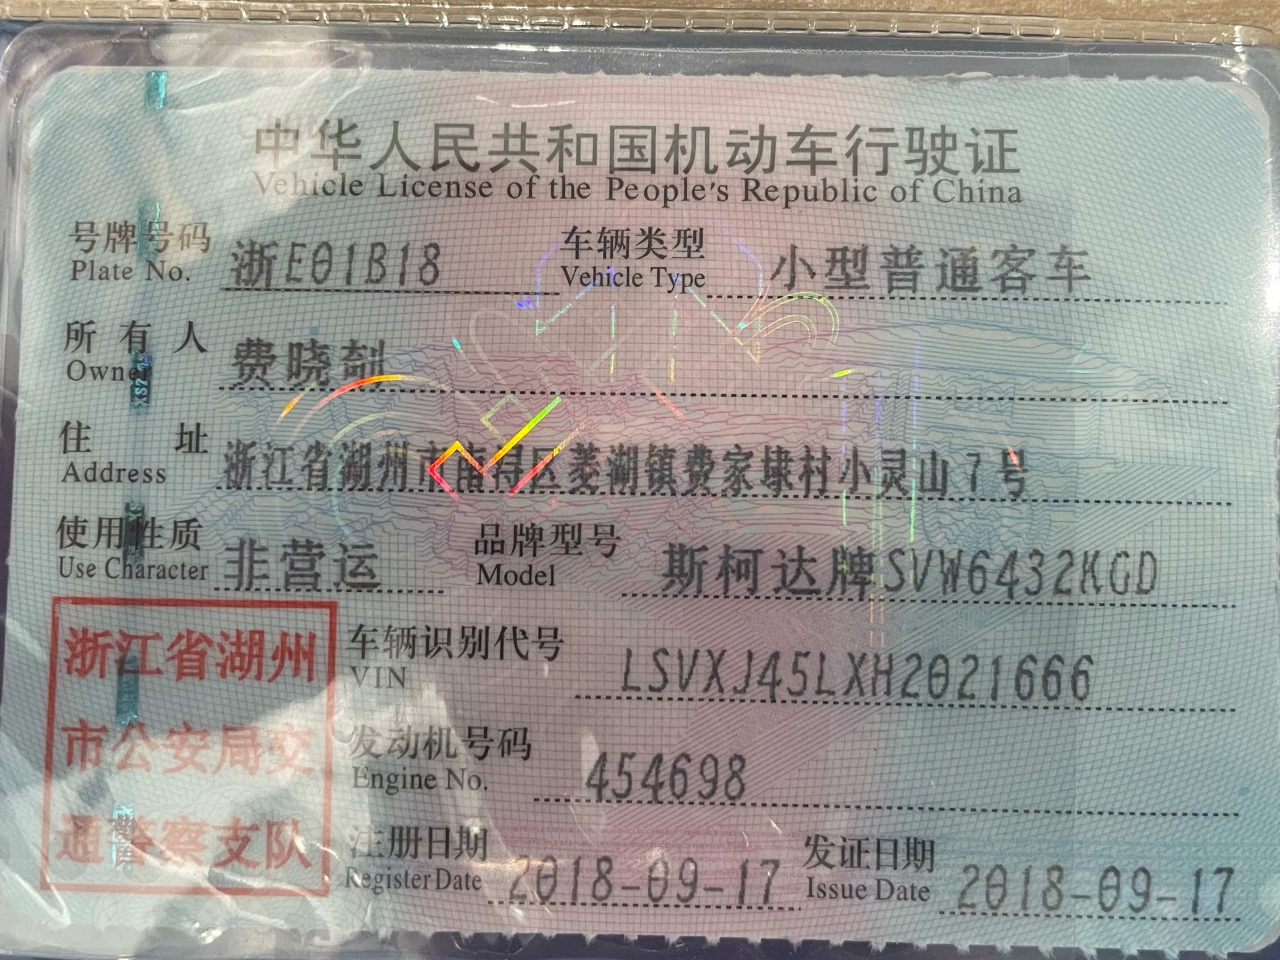 中华人民共和国机动车行驶证
Vehicle License of the People's Republic of China
号牌号码 浙E01B18 车辆类型 小型普通客车
Plate No. Vehicle Type
所有人 费晓刮
Owner
住址 浙江省湖州市南浔区菱湖镇费家埭村小灵山7号
Address
使用性质 非营运 品牌型号 斯柯达牌SVW6432KGD
Use Character Model
浙江省湖州
市公安局交
通警察支队
车辆识别代号 LSVXJ45LXH2021666
VIN
发动机号码 454698
Engine No.
注册日期 2018-09-17 发证日期 2018-09-17
Register Date Issue Date